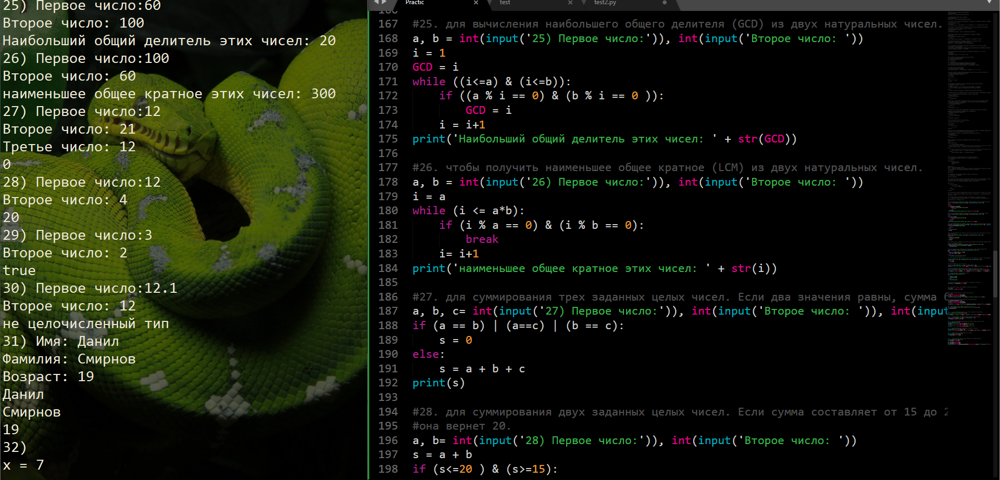 25) Первое число:60
Второе число: 100
Наибольший общий делитель этих чисел: 20
26) Первое число:100
Второе число: 60
наименьшее общее кратное этих чисел: 300
27) Первое число:12
Второе число: 21
Третье число: 12
0
28) Первое число:12
Второе число: 4
20
29) Первое число:3
Второе число: 2
true
30) Первое число:12.1
Второе число: 12
не целочисленный тип
31) Имя: Данил
Фамилия: Смирнов
Возраст: 19
Данил
Смирнов
19
32)
x = 7
Practic
test
test2.py
167 #25. для вычисления наибольшего общего делителя (GCD) из двух натуральных чисел.
168 a, b = int(input('25) Первое число:')), int(input('Второе число: '))
169 i = 1
170 GCD = i
171 while ((i<=a) & (i<=b)):
172     if ((a % i == 0) & (b % i == 0 )):
173         GCD = i
174     i = i+1
175 print('Наибольший общий делитель этих чисел: ' + str(GCD))
176
177 #26. чтобы получить наименьшее общее кратное (LCM) из двух натуральных чисел.
178 a, b = int(input('26) Первое число:')), int(input('Второе число: '))
179 i = a
180 while (i <= a*b):
181     if (i % a == 0) & (i % b == 0):
182         break
183     i= i+1
184 print('наименьшее общее кратное этих чисел: ' + str(i))
185
186 #27. для суммирования трех заданных целых чисел. Если два значения равны, сумма
187 a, b, c= int(input('27) Первое число:')), int(input('Второе число: ')), int(input
188 if (a == b) | (a==c) | (b == c):
189     s = 0
190 else:
191     s = a + b + c
192 print(s)
193
194 #28. для суммирования двух заданных целых чисел. Если сумма составляет от 15 до
195 #она вернет 20.
196 a, b= int(input('28) Первое число:')), int(input('Второе число: '))
197 s = a + b
198 if (s<=20 ) & (s>=15):